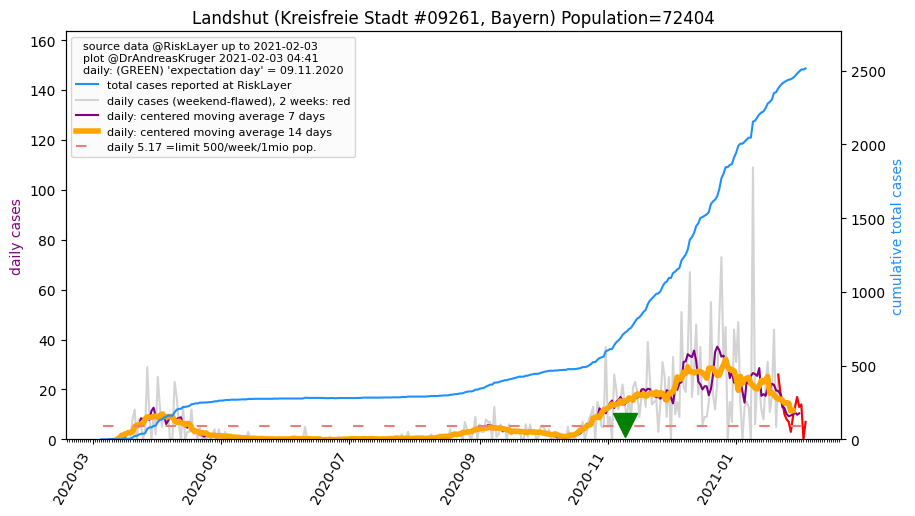 Landshut (Kreisfreie Stadt #09261, Bayern) Population=72404
source data @RiskLayer up to 2021-02-03
plot @DrAndreasKruger 2021-02-03 04:41
daily: (GREEN) 'expectation day' = 09.11.2020
total cases reported at RiskLayer
daily cases (weekend-flawed), 2 weeks: red
daily: centered moving average 7 days
daily: centered moving average 14 days
daily 5.17 =limit 500/week/1mio pop.
daily cases
160
140
120
100
80
60
40
20
0
cumulative total cases
2500
2000
1500
1000
500
0
2020-03
2020-05
2020-07
2020-09
2020-11
2021-01